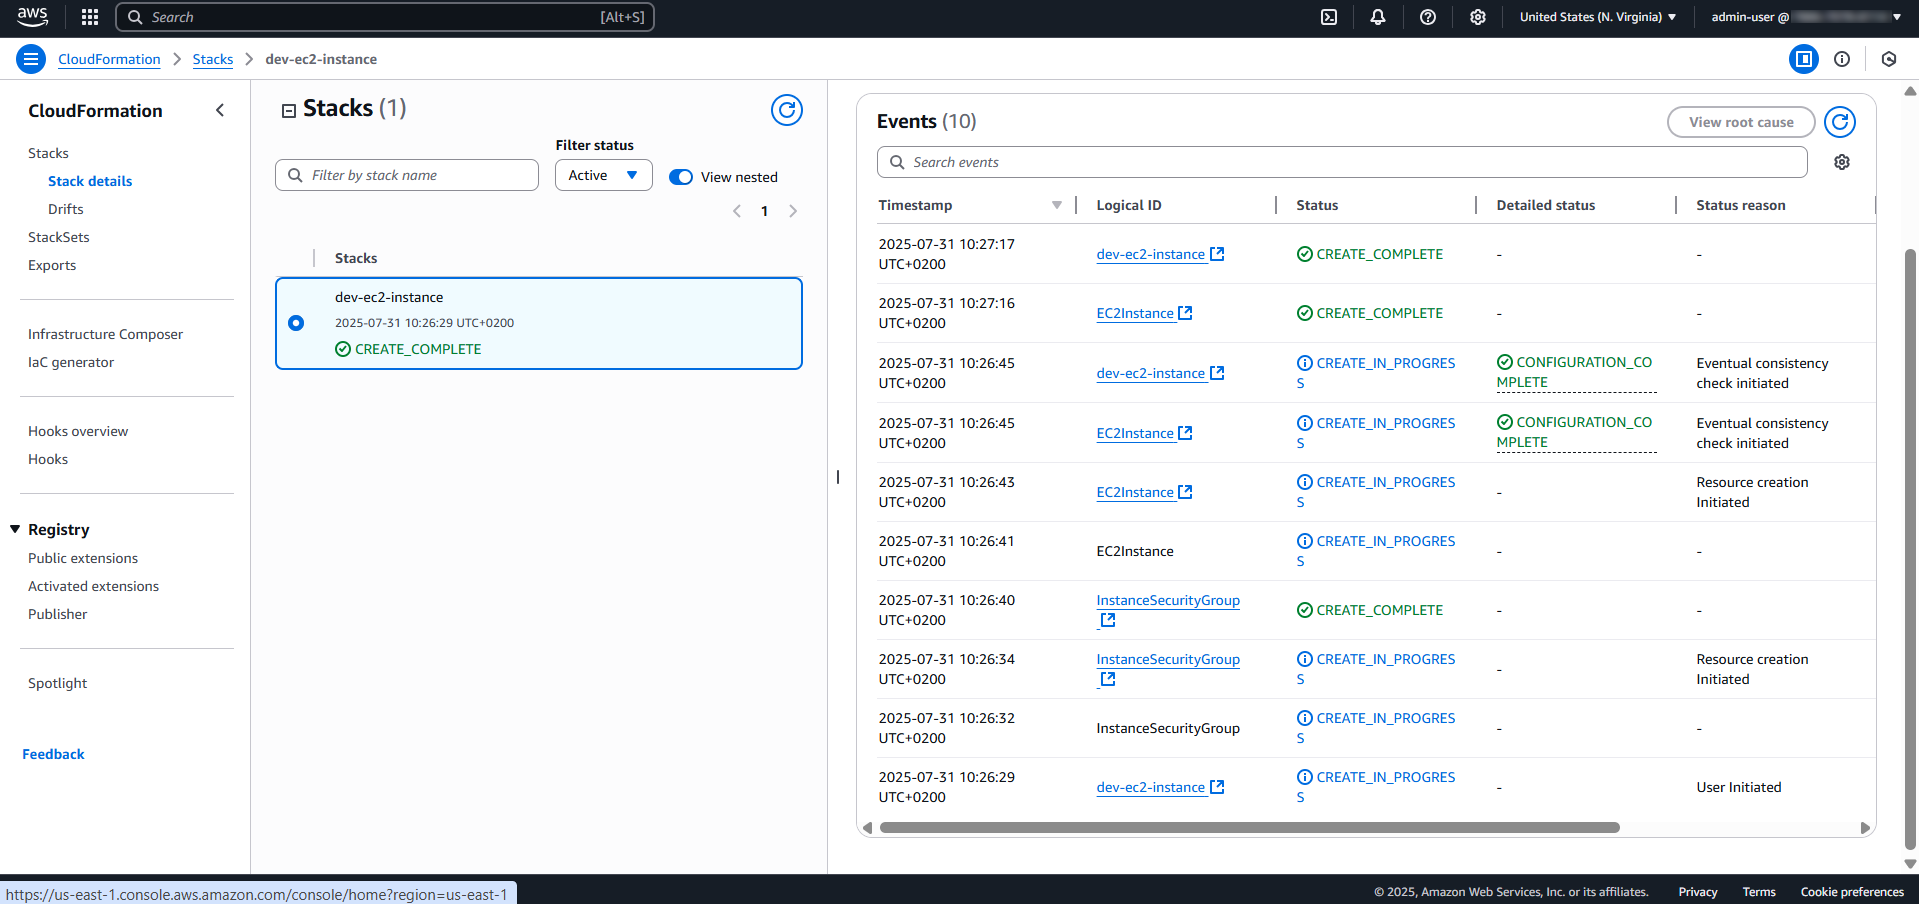 aws
Search [Alt+S]
United States (N. Virginia) admin-user @
CloudFormation Stacks dev-ec2-instance
CloudFormation
Stacks
Stack details
Drifts
StackSets
Exports
Infrastructure Composer
IaC generator
Hooks overview
Hooks
Registry
Public extensions
Activated extensions
Publisher
Spotlight
Feedback
Stacks (1)
Filter status
Filter by stack name
Active
View nested
1
Stacks
dev-ec2-instance
2025-07-31 10:26:29 UTC+0200
CREATE_COMPLETE
Events (10)
View root cause
Search events
Timestamp Logical ID Status Detailed status Status reason
2025-07-31 10:27:17
UTC+0200
dev-ec2-instance
CREATE_COMPLETE
-
-
2025-07-31 10:27:16
UTC+0200
EC2Instance
CREATE_COMPLETE
-
-
2025-07-31 10:26:45
UTC+0200
dev-ec2-instance
CREATE_IN_PROGRES
S
CONFIGURATION_CO
MPLETE
Eventual consistency
check initiated
2025-07-31 10:26:45
UTC+0200
EC2Instance
CREATE_IN_PROGRES
S
CONFIGURATION_CO
MPLETE
Eventual consistency
check initiated
2025-07-31 10:26:43
UTC+0200
EC2Instance
CREATE_IN_PROGRES
S
-
Resource creation
Initiated
2025-07-31 10:26:41
UTC+0200
EC2Instance
CREATE_IN_PROGRES
S
-
-
2025-07-31 10:26:40
UTC+0200
InstanceSecurityGroup
CREATE_COMPLETE
-
-
2025-07-31 10:26:34
UTC+0200
InstanceSecurityGroup
CREATE_IN_PROGRES
S
-
Resource creation
Initiated
2025-07-31 10:26:32
UTC+0200
InstanceSecurityGroup
CREATE_IN_PROGRES
S
-
-
2025-07-31 10:26:29
UTC+0200
dev-ec2-instance
CREATE_IN_PROGRES
S
-
User Initiated
https://us-east-1.console.aws.amazon.com/console/home?region=us-east-1
© 2025, Amazon Web Services, Inc. or its affiliates. Privacy Terms Cookie preferences